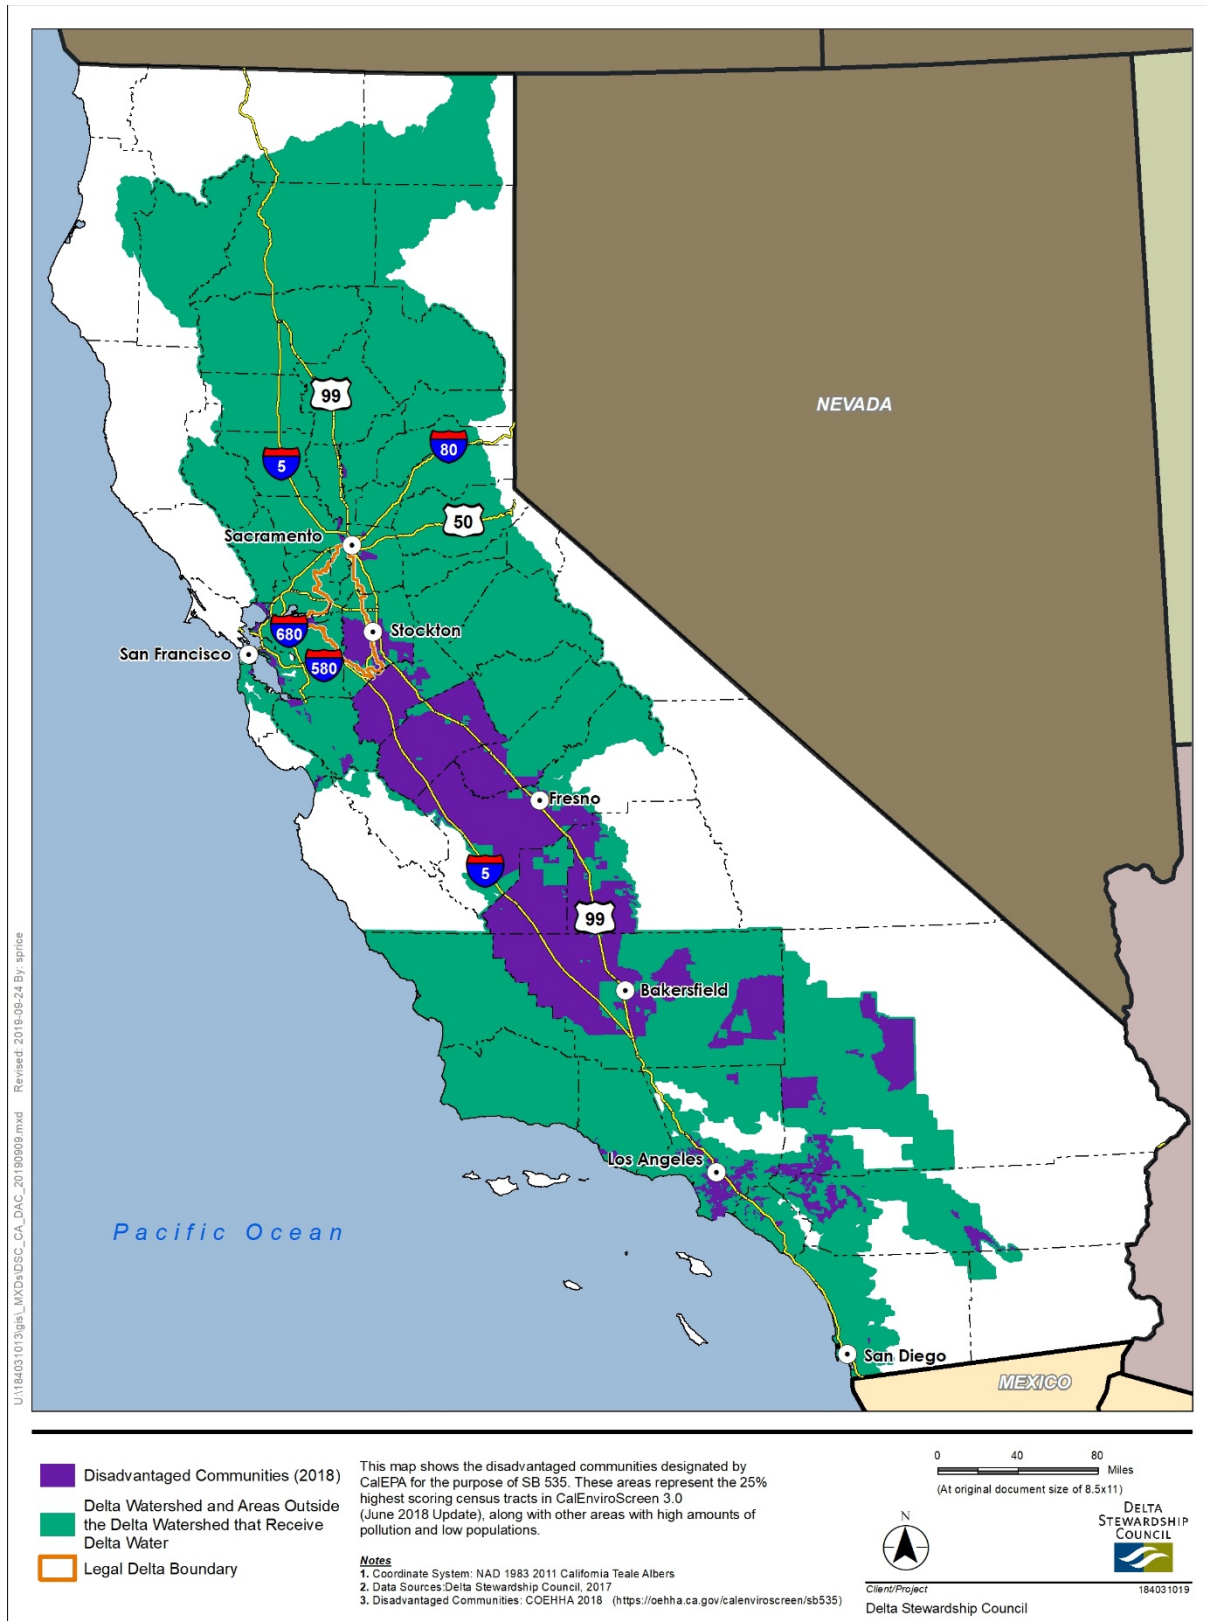 99
5
80
50
NEVADA
Sacramento
680
Stockton
San Francisco
580
Fresno
5
99
Bakersfield
Los Angeles
Pacific Ocean
San Diego
MEXICO
U:\184031013\gis\_MXDs\DSC_CA_DAC_20190909.mxd Revised: 2019-09-24 By: sprice
Disadvantaged Communities (2018)
Delta Watershed and Areas Outside
the Delta Watershed that Receive
Delta Water
Legal Delta Boundary
This map shows the disadvantaged communities designated by
CalEPA for the purpose of SB 535. These areas represent the 25%
highest scoring census tracts in CalEnviroScreen 3.0
(June 2018 Update), along with other areas with high amounts of
pollution and low populations.
Notes
1. Coordinate System: NAD 1983 2011 California Teale Albers
2. Data Sources:Delta Stewardship Council, 2017
3. Disadvantaged Communities: COEHHA 2018 (https://oehha.ca.gov/calenviroscreen/sb535)
0 40 80
Miles
(At original document size of 8.5x11)
N
DELTA
STEWARDSHIP
COUNCIL
Client/Project 184031019
Delta Stewardship Council